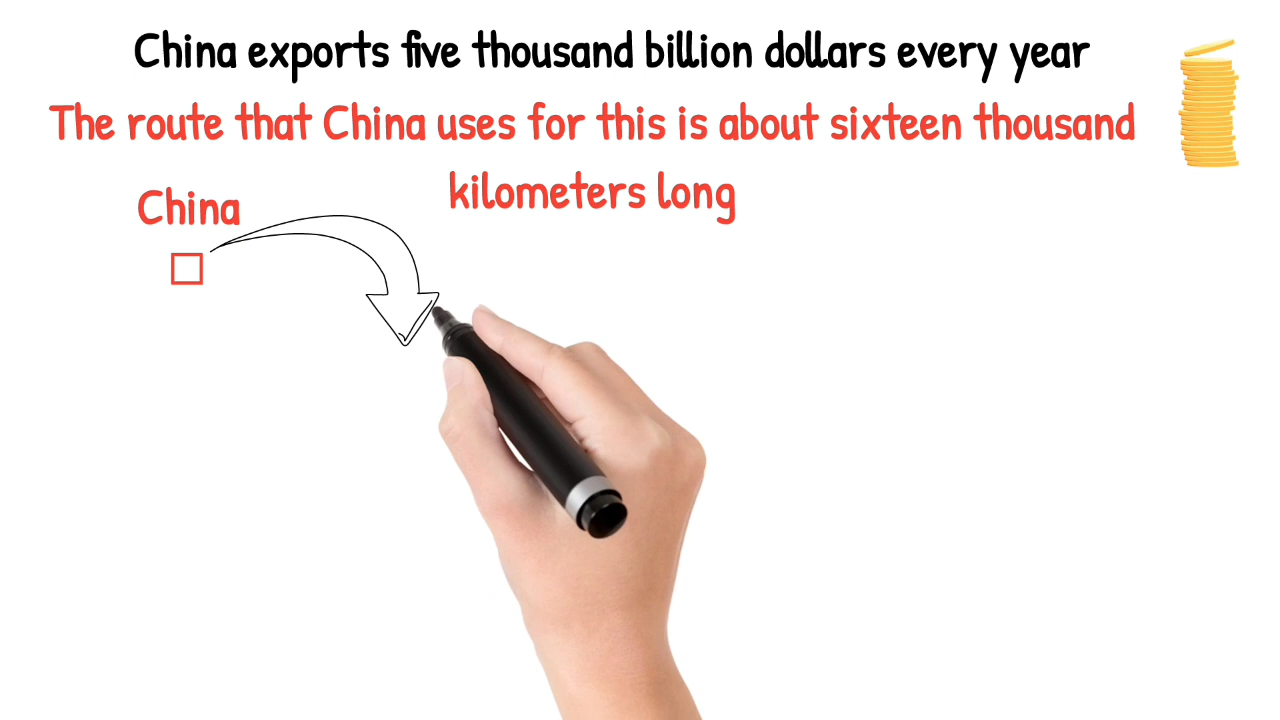 China exports five thousand billion dollars every year
The route that China uses for this is about sixteen thousand
kilometers long
China